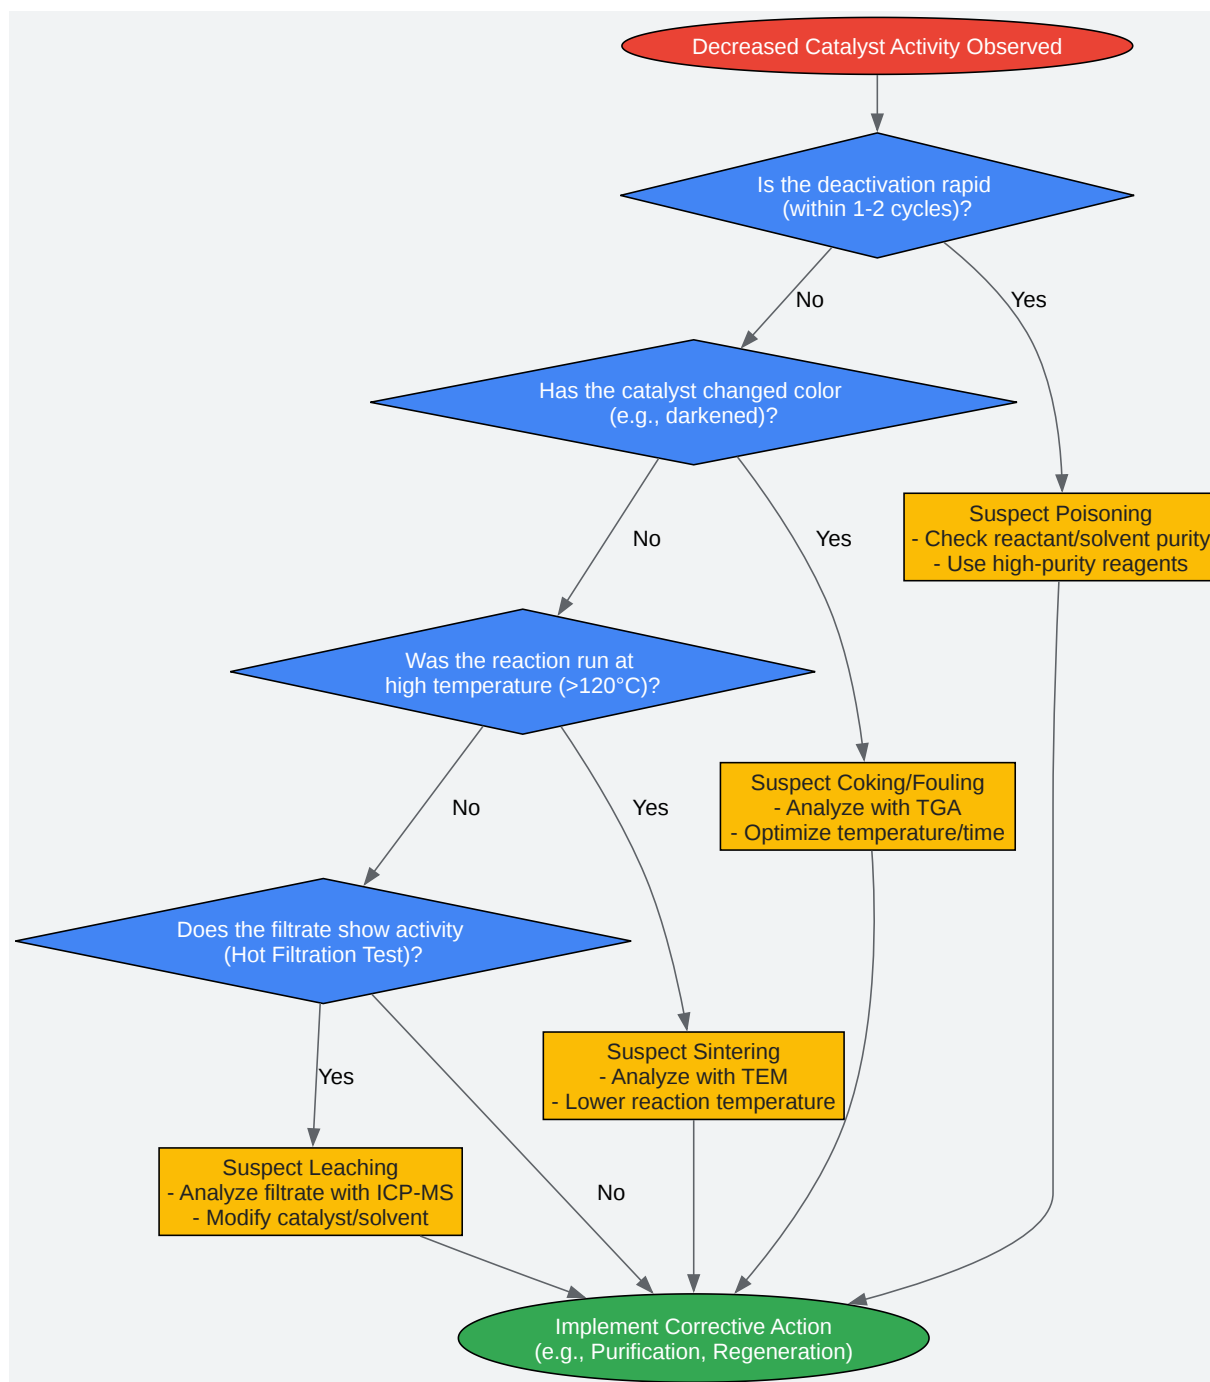 Decreased Catalyst Activity Observed
Is the deactivation rapid
(within 1-2 cycles)?
No
Yes
Has the catalyst changed color
(e.g., darkened)?
No
Yes
Suspect Poisoning
- Check reactant/solvent purity
- Use high-purity reagents
Was the reaction run at
high temperature (>120°C)?
No
Yes
Suspect Coking/Fouling
- Analyze with TGA
- Optimize temperature/time
Does the filtrate show activity
(Hot Filtration Test)?
Yes
No
Suspect Sintering
- Analyze with TEM
- Lower reaction temperature
Suspect Leaching
- Analyze filtrate with ICP-MS
- Modify catalyst/solvent
Implement Corrective Action
(e.g., Purification, Regeneration)